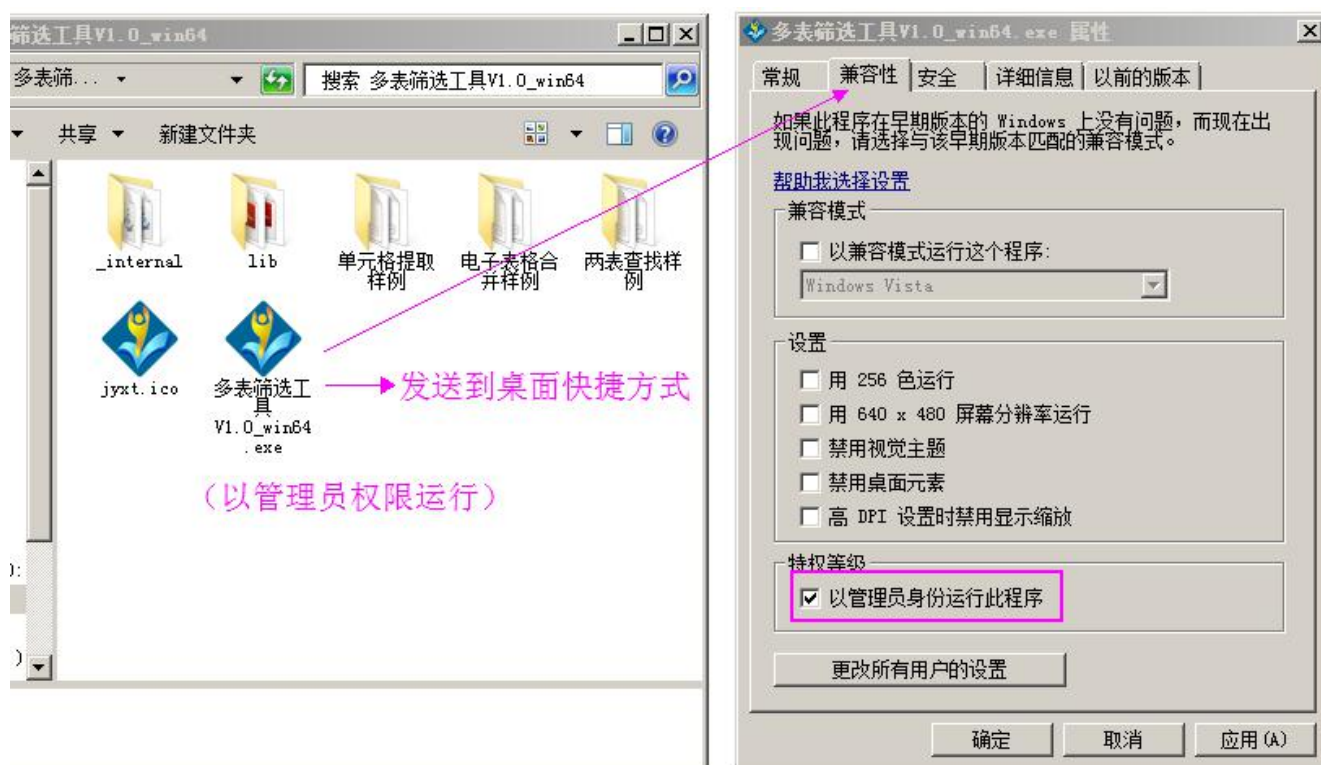 筛选工具V1.0_win64
多表筛...
搜索 多表筛选工具V1.0_win64
共享
新建文件夹
_internal
lib
单元格提取
样例
电子表格合
并样例
两表查找样
例
jyxt.ico
多表筛选工
具
V1.0_win64
.exe
发送到桌面快捷方式
(以管理员权限运行)
):
)
多表筛选工具V1.0_win64.exe 属性
常规
兼容性
安全
详细信息
以前的版本
如果此程序在早期版本的 Windows 上没有问题，而现在出
现问题，请选择与该早期版本匹配的兼容模式。
帮助我选择设置
兼容模式
以兼容模式运行这个程序:
Windows Vista
设置
用 256 色运行
用 640 x 480 屏幕分辨率运行
禁用视觉主题
禁用桌面元素
高 DPI 设置时禁用显示缩放
特权等级
以管理员身份运行此程序
更改所有用户的设置
确定
取消
应用(A)